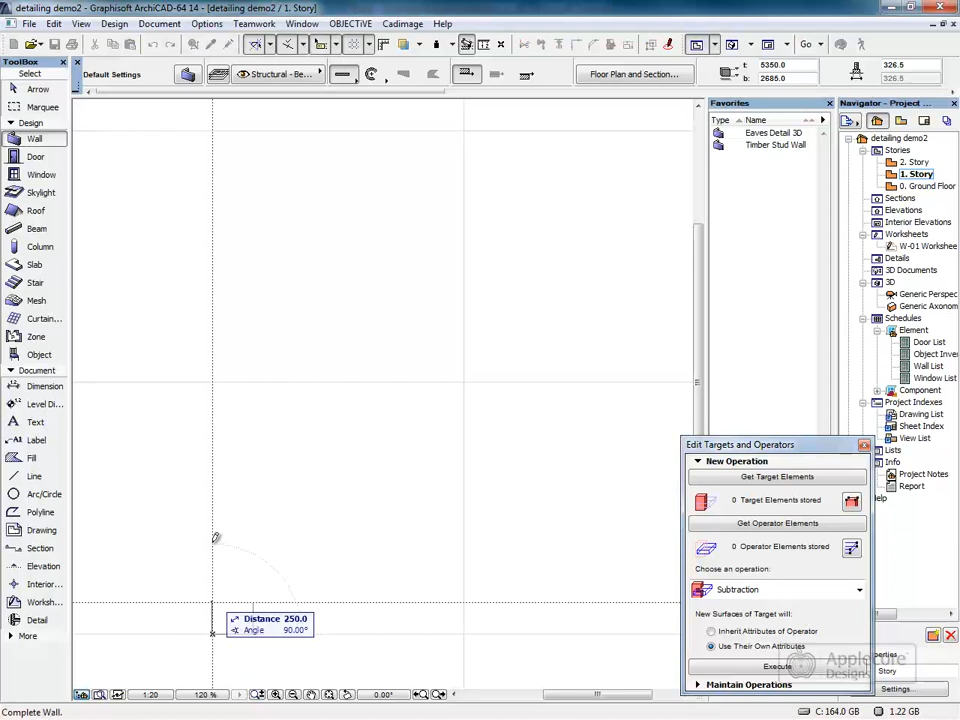 detailing demo2 - Graphisoft ArchiCAD-64 14 - [detailing demo2 / 1. Story]
File Edit View Design Document Options Teamwork Window OBJECTiVE Cadimage Help
Go
ToolBox
Select
Arrow
Marquee
Design
Wall
Door
Window
Skylight
Roof
Beam
Column
Slab
Stair
Mesh
Curtain...
Zone
Object
Document
Dimension
Level Di...
Text
Label
Fill
Line
Arc/Circle
Polyline
Drawing
Section
Elevation
Interior...
Worksh...
Detail
More
Default Settings
Structural - Be...
Floor Plan and Section...
t: 5350.0
b: 2685.0
326.5
326.5
Distance 250.0
Angle 90.00°
Favorites
Type Name
Eaves Detail 3D
Timber Stud Wall
Navigator - Project ...
detailing demo2
Stories
2. Story
1. Story
0. Ground Floor
Sections
Elevations
Interior Elevations
Worksheets
W-01 Workshee
Details
3D Documents
3D
Generic Perspec
Generic Axonom
Schedules
Element
Door List
Object Inver
Wall List
Window List
Component
Project Indexes
Drawing List
Sheet Index
View List
Lists
Info
Project Notes
Report
Help
Edit Targets and Operators
New Operation
Get Target Elements
0 Target Elements stored
Get Operator Elements
0 Operator Elements stored
Choose an operation:
Subtraction
New Surfaces of Target will:
Inherit Attributes of Operator
Use Their Own Attributes
Execute
Maintain Operations
Applecore
Designs
perties
Story
Settings...
1:20
120 %
0.00°
Complete Wall.
C: 164.0 GB
1.22 GB